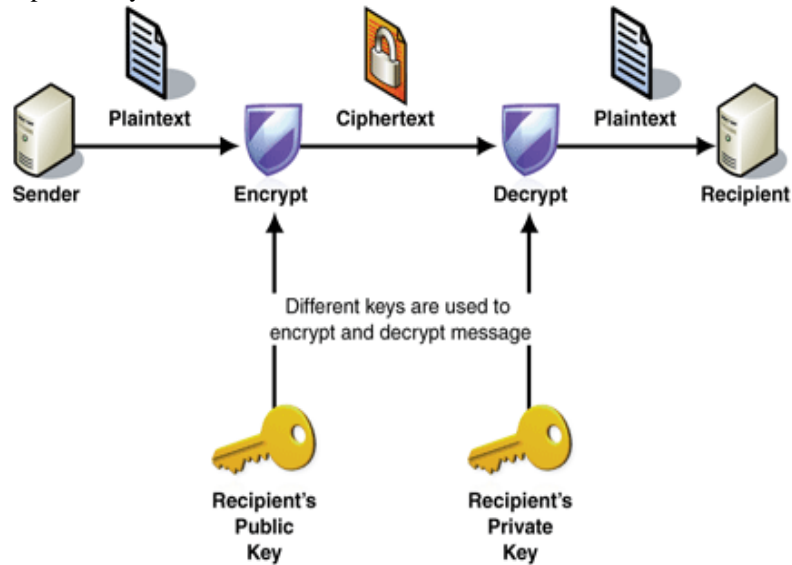 Plaintext
Ciphertext
Plaintext
Sender
Encrypt
Decrypt
Recipient
Different keys are used to
encrypt and decrypt message
Recipient's
Public
Key
Recipient's
Private
Key